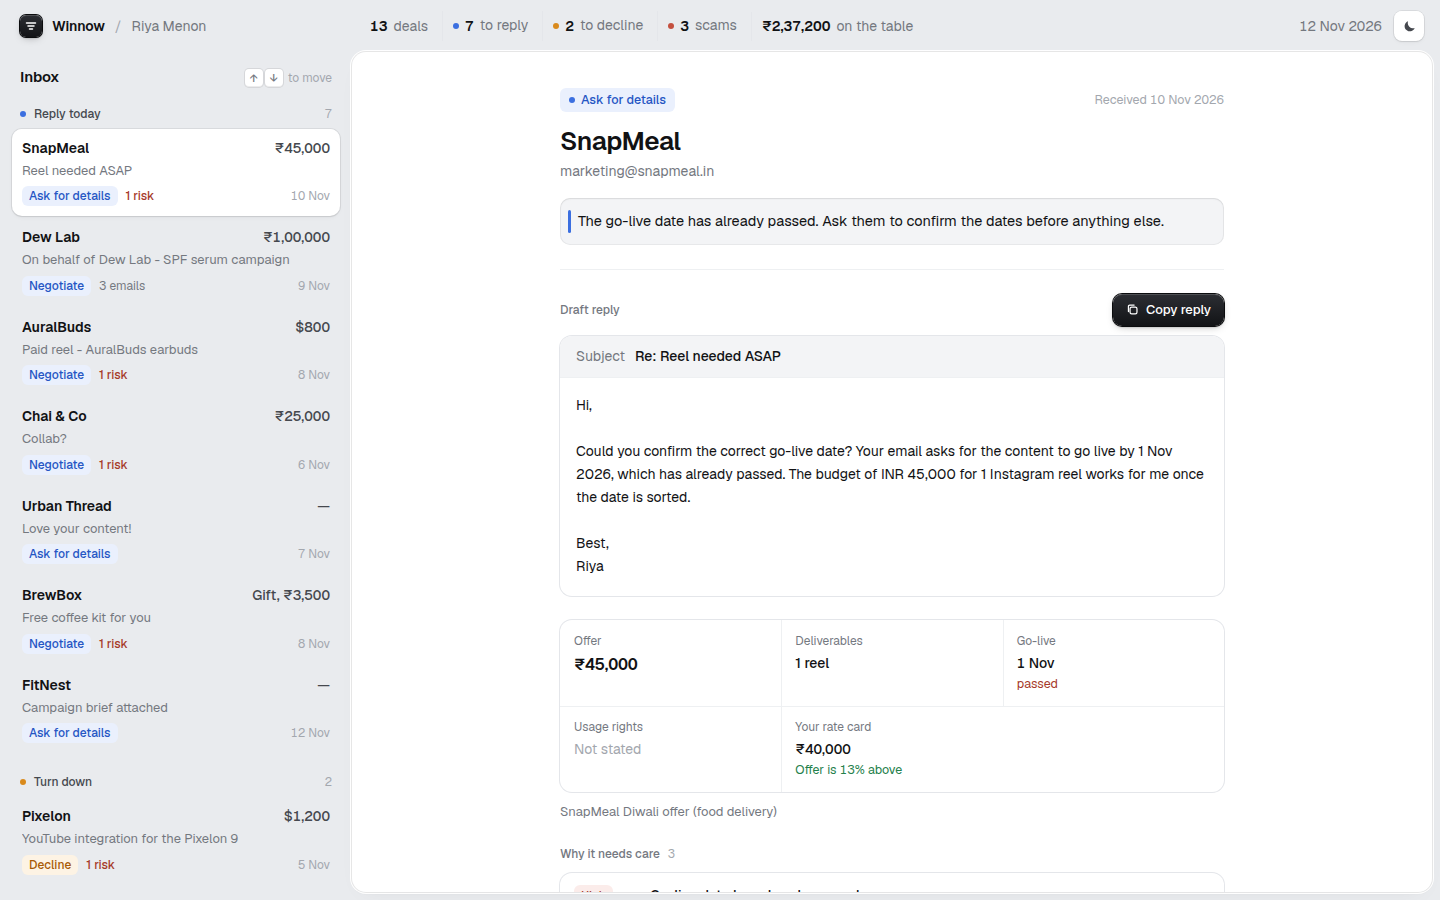 Winnow / Riya Menon
13 deals
7 to reply
2 to decline
3 scams
₹2,37,200 on the table
12 Nov 2026
Inbox
↑ ↓ to move
Reply today 7
SnapMeal ₹45,000
Reel needed ASAP
Ask for details 1 risk 10 Nov
Dew Lab ₹1,00,000
On behalf of Dew Lab - SPF serum campaign
Negotiate 3 emails 9 Nov
AuralBuds $800
Paid reel - AuralBuds earbuds
Negotiate 1 risk 8 Nov
Chai & Co ₹25,000
Collab?
Negotiate 1 risk 6 Nov
Urban Thread —
Love your content!
Ask for details 7 Nov
BrewBox Gift, ₹3,500
Free coffee kit for you
Negotiate 1 risk 8 Nov
FitNest —
Campaign brief attached
Ask for details 12 Nov
Turn down 2
Pixelon $1,200
YouTube integration for the Pixelon 9
Decline 1 risk 5 Nov
Ask for details Received 10 Nov 2026
SnapMeal
marketing@snapmeal.in
The go-live date has already passed. Ask them to confirm the dates before anything else.
Draft reply Copy reply
Subject Re: Reel needed ASAP
Hi,
Could you confirm the correct go-live date? Your email asks for the content to go live by 1 Nov
2026, which has already passed. The budget of INR 45,000 for 1 Instagram reel works for me once
the date is sorted.
Best,
Riya
Offer Deliverables Go-live
₹45,000 1 reel 1 Nov
passed
Usage rights Your rate card
Not stated ₹40,000
Offer is 13% above
SnapMeal Diwali offer (food delivery)
Why it needs care 3